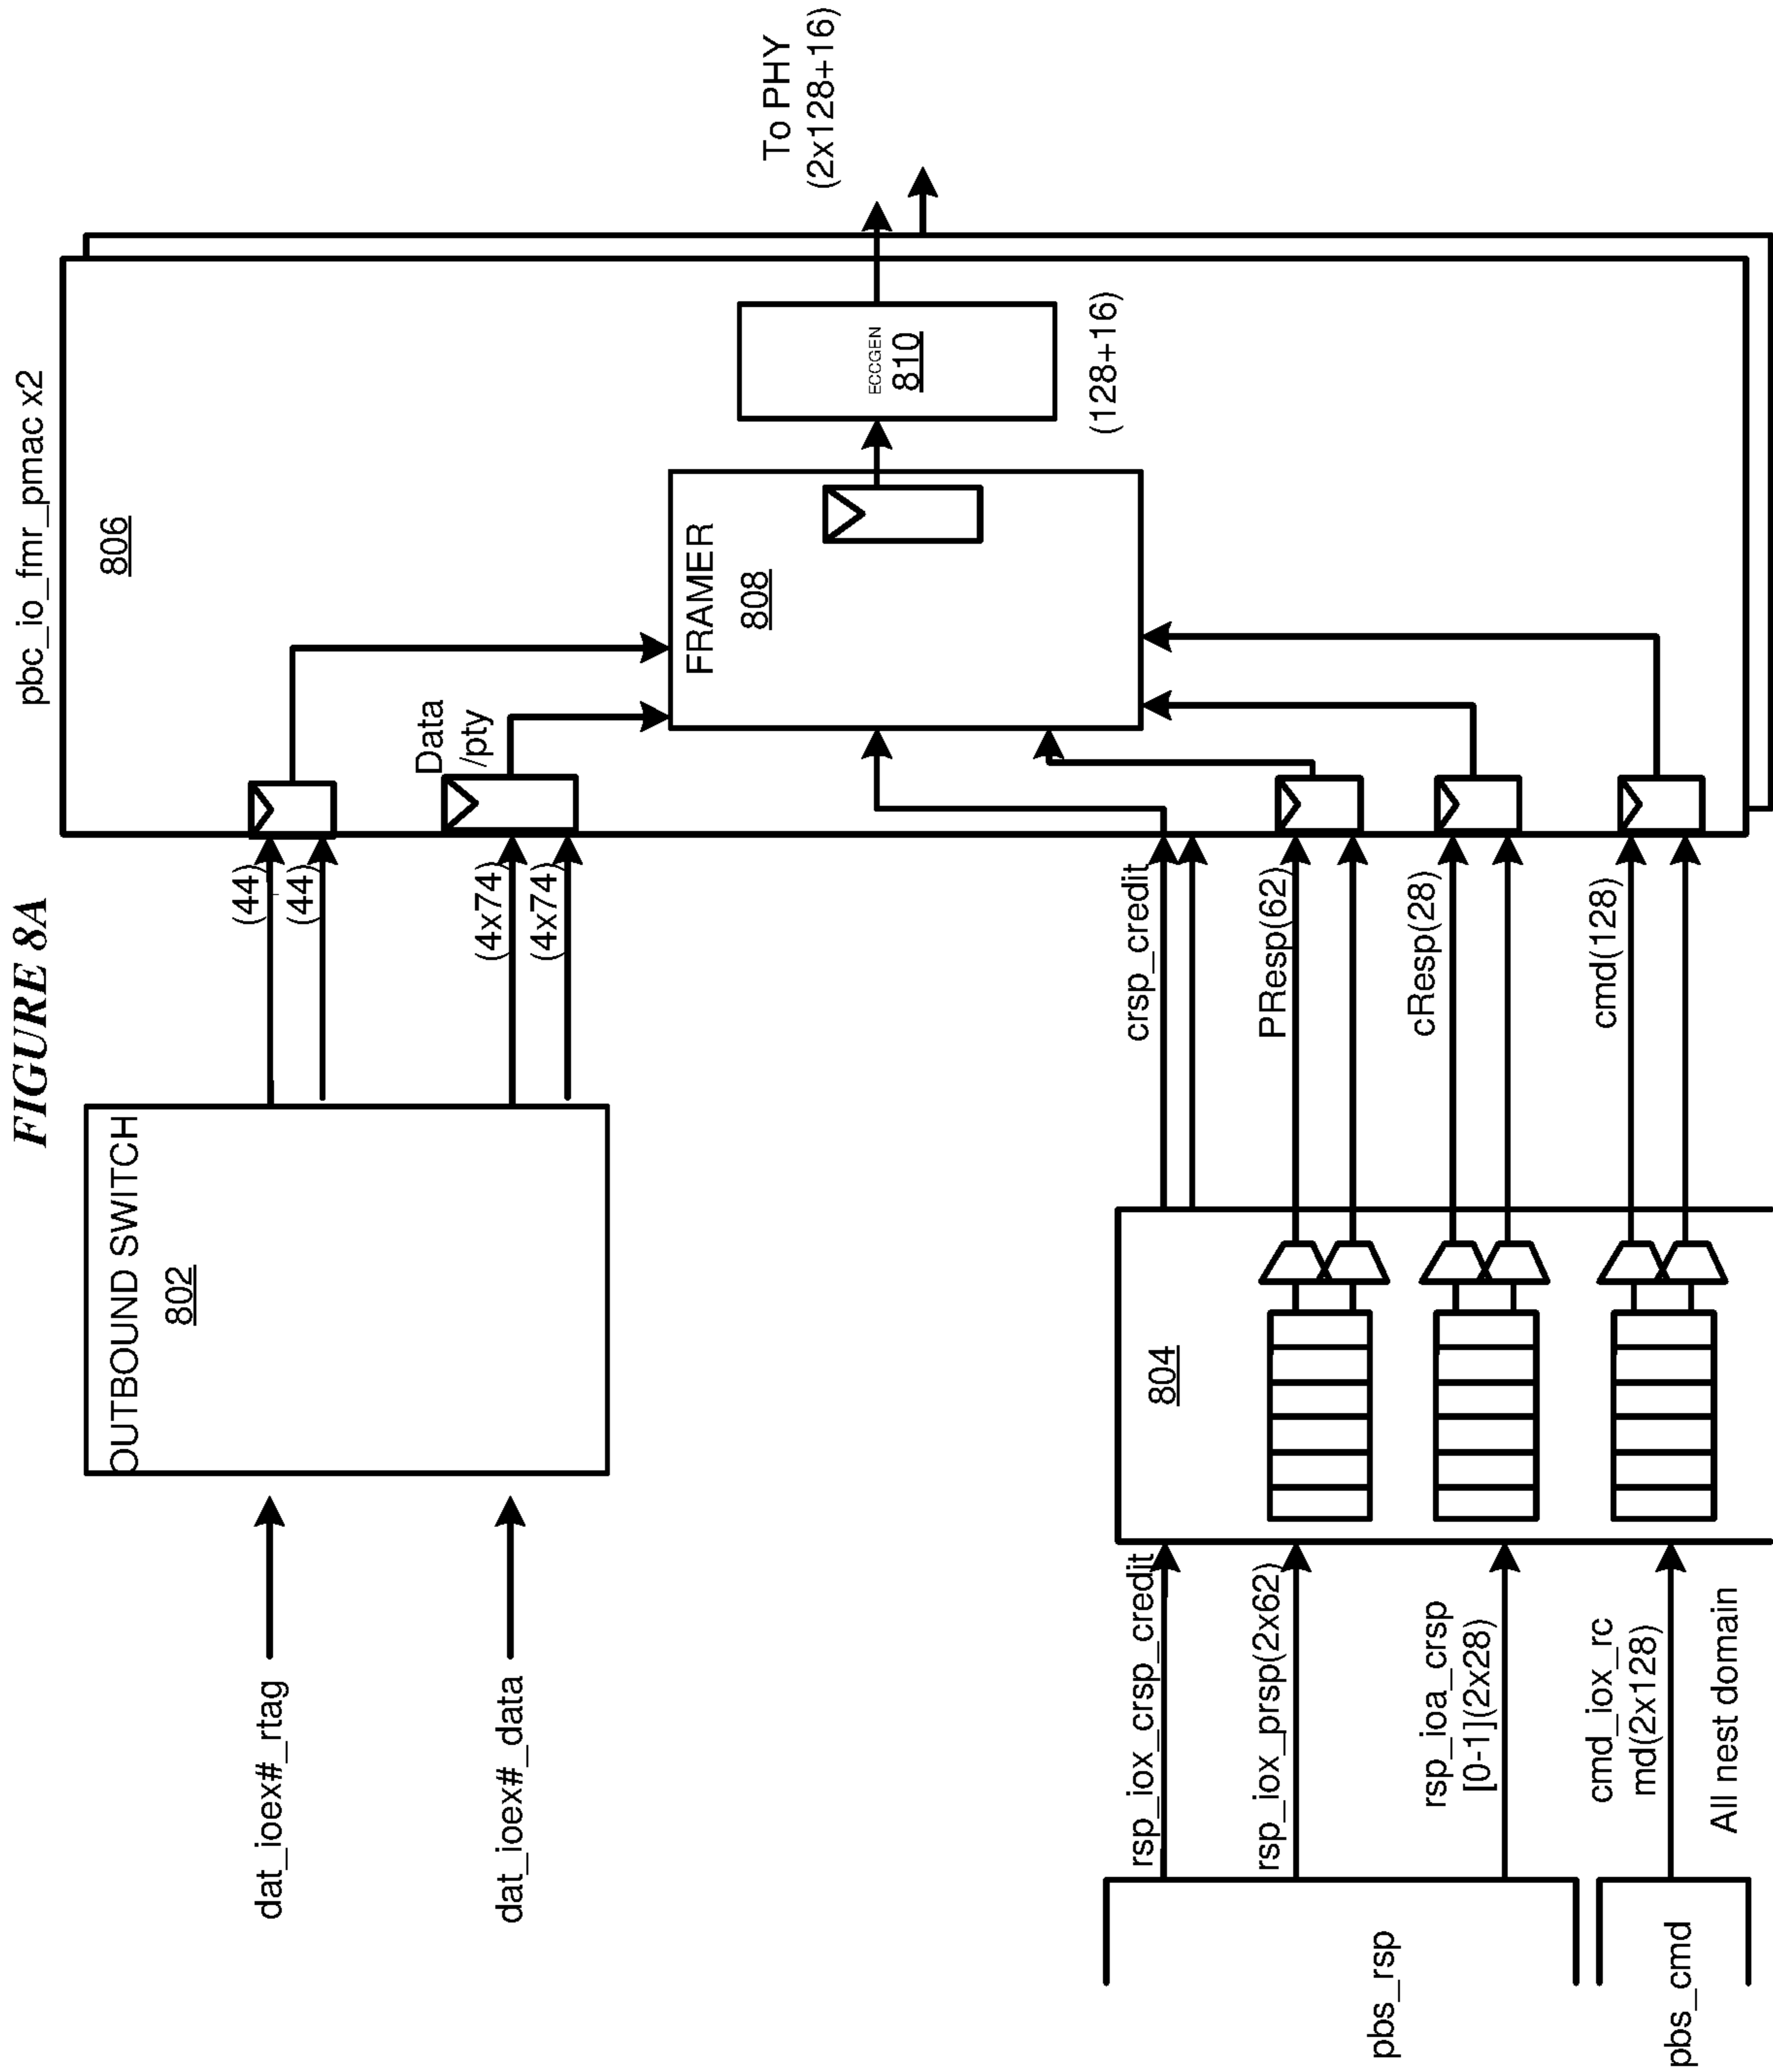 FIGURE 8A
pbc_io_fmr_pmac x2
OUTBOUND SWITCH
802
dat_ioex#_rtag
dat_ioex#_data
(44)
(44)
(4x74)
(4x74)
806
Data
/pty
FRAMER
808
ECCGEN
810
(128+16)
To PHY
(2x128+16)
pbs_rsp
rsp_iox_crsp_credit
rsp_iox_prsp(2x62)
rsp_ioa_crsp
[0-1](2x28)
pbs_cmd
cmd_iox_rc
md(2x128)
All nest domain
804
crsp_credit
PResp(62)
cResp(28)
cmd(128)